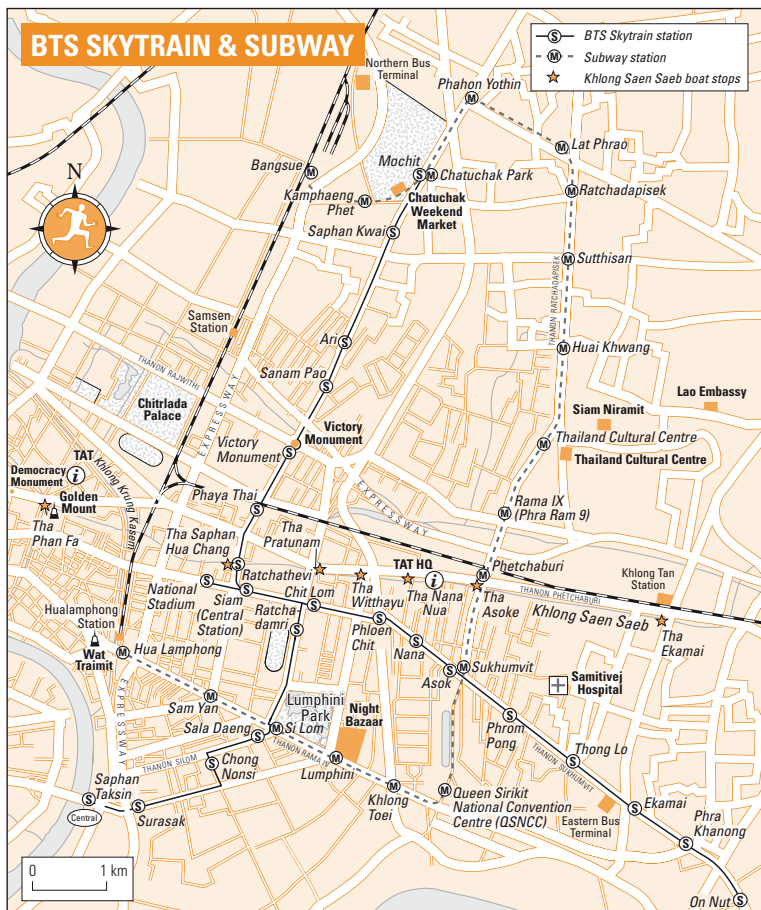 BTS SKYTRAIN & SUBWAY
BTS Skytrain station
Subway station
Khlong Saen Saeb boat stops
S
M
N
Northern Bus
Terminal
Phahon Yothin
Lat Phrao
Mochit
Bangsue
Chatuchak Park
Ratchadapisek
Kamphaeng
Phet
Chatuchak
Weekend
Market
Saphan Kwai
Sutthisan
THANON RATCHADAPISEK
Samsen
Station
Ari
Huai Khwang
THANON RAJWITHI
Sanam Pao
EXPRESSWAY
Chitrlada
Palace
Lao Embassy
Siam Niramit
Victory
Monument
Victory
Monument
Thailand Cultural Centre
Thailand Cultural Centre
TAT
i
Democracy
Monument
Golden
Mount
Khlong Krung Kasem
Tha
Phan Fa
Phaya Thai
EXPRESSWAY
Rama IX
(Phra Ram 9)
Tha Saphan
Hua Chang
Tha
Pratunam
TAT HQ
i
Phetchaburi
THANON PHETCHABURI
Khlong Tan
Station
Ratchathevi
National
Stadium
Siam
(Central
Station)
Chit Lom
Tha
Witthayu
Tha Nana
Nua
Tha
Asoke
Khlong Saen Saeb
Tha
Ekamai
Hualamphong
Station
Ratcha-
damri
Phloen
Chit
Nana
Wat
Traimit
Hua Lamphong
Asok
Sukhumvit
Samitivej
Hospital
EXPRESSWAY
Sam Yan
Lumphini
Park
Night
Bazaar
Sala Daeng
Si Lom
Phrom
Pong
THANON SILOM
THANON RAMA IV
Chong
Nonsi
Lumphini
Thong Lo
THANON SUKHUMVIT
Saphan
Taksin
Central
Surasak
Khlong
Toei
Queen Sirikit
National Convention
Centre (QSNCC)
Eastern Bus
Terminal
Ekamai
Phra
Khanong
On Nut
0
1 km